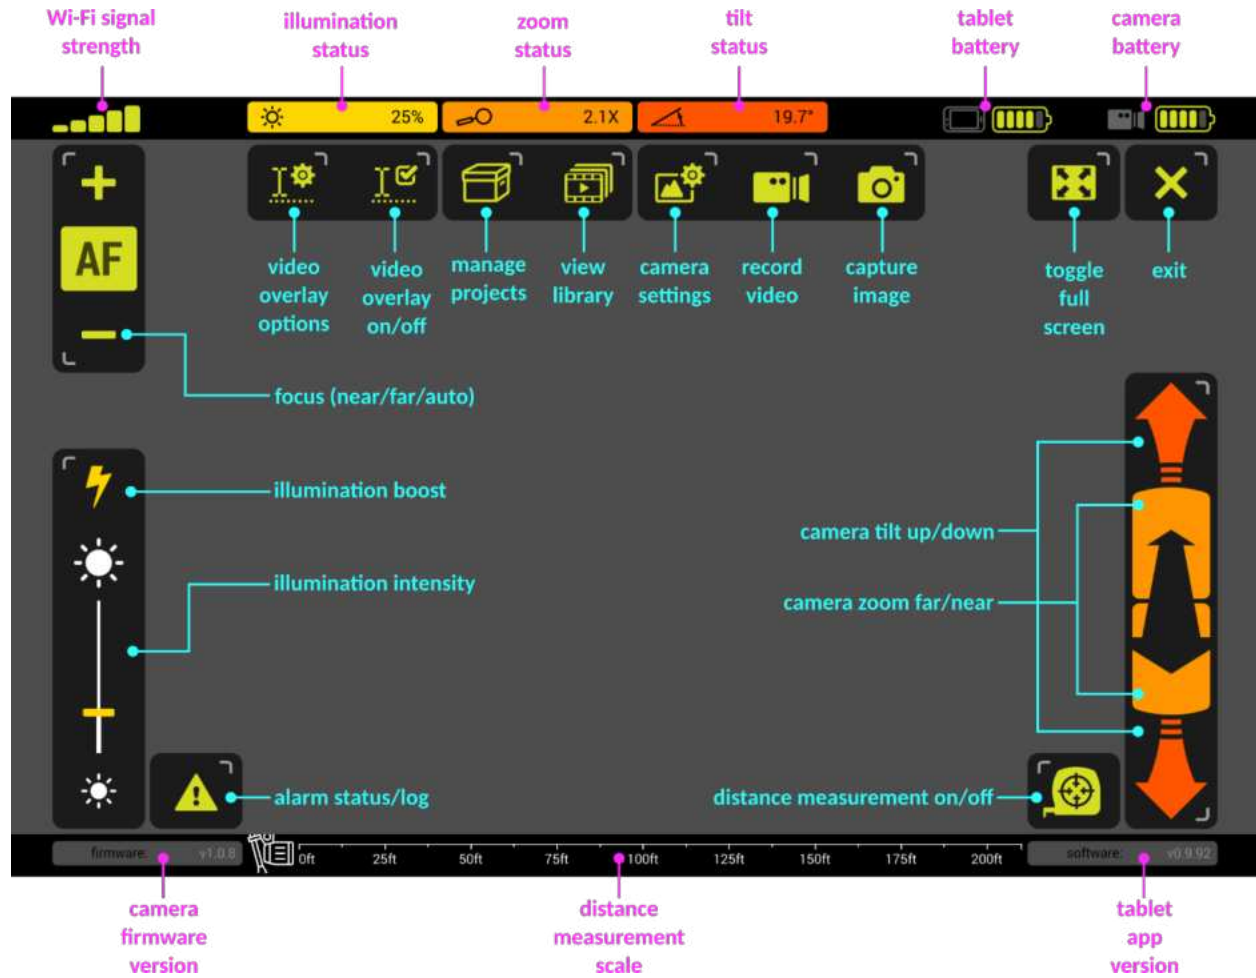 Wi-Fi signal
strength
illumination
status
zoom
status
tilt
status
tablet
battery
camera
battery
25%
2.1X
19.7°
AF
video
overlay
options
video
overlay
on/off
manage
projects
view
library
camera
settings
record
video
capture
image
toggle
full
screen
exit
focus (near/far/auto)
illumination boost
illumination intensity
camera tilt up/down
camera zoom far/near
alarm status/log
distance measurement on/off
firmware: v1.0.8
0ft 25ft 50ft 75ft 100ft 125ft 150ft 175ft 200ft
software: v0.9.92
camera
firmware
version
distance
measurement
scale
tablet
app
version